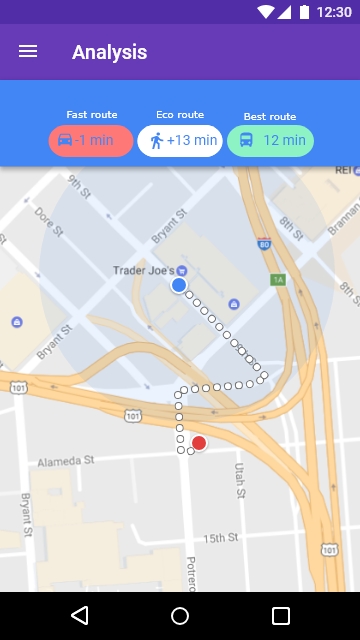 12:30
Analysis
Fast route
Eco route
Best route
-1 min
+13 min
12 min
REI
9th St
Dore St
Bryant St
8th St
Brannan
80
1A
Trader Joe's
8th
Bryant St
101
101
Alameda St
Bryant St
Utah St
15th St
101
Potrero